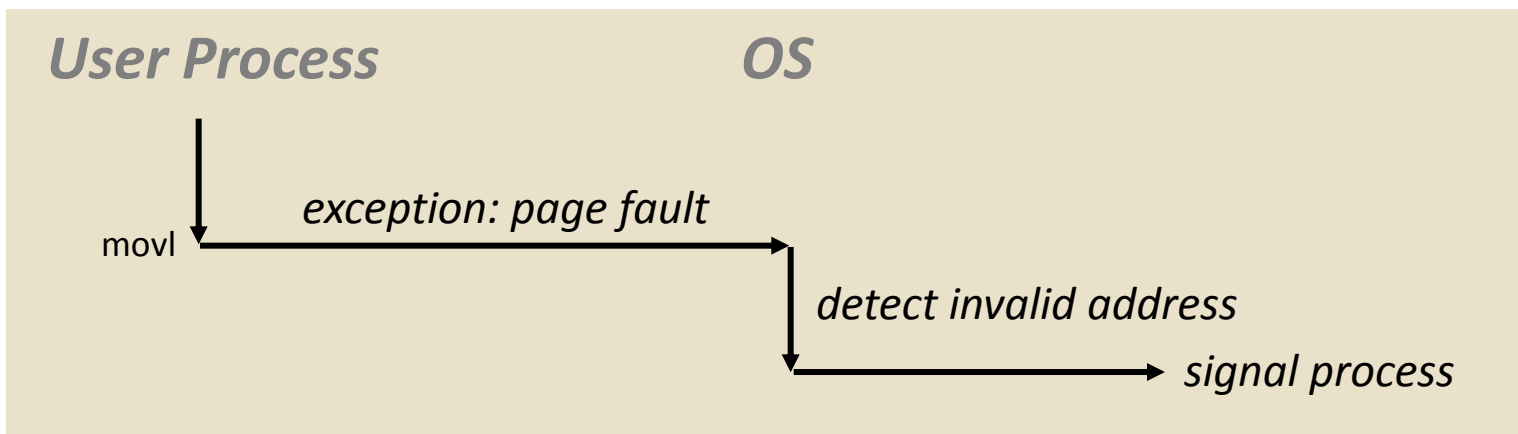 User Process
OS
exception: page fault
movl
detect invalid address
signal process